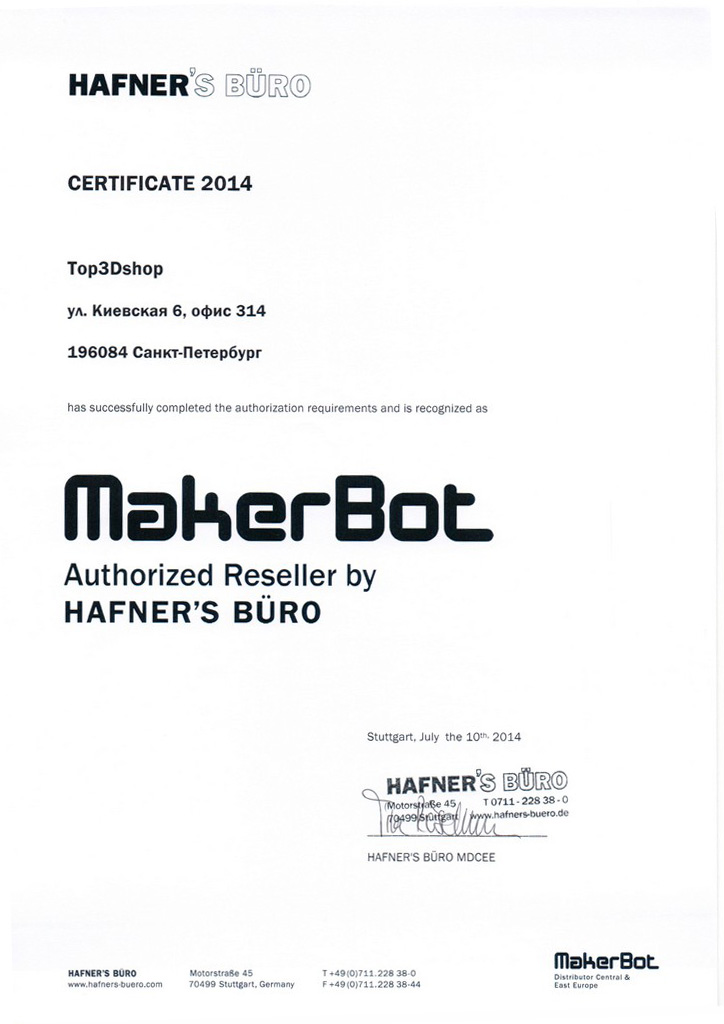 HAFNER'S BÜRO
CERTIFICATE 2014
Top3Dshop
ул. Киевская 6, офис 314
196084 Санкт-Петербург
has successfully completed the authorization requirements and is recognized as
MakerBot
Authorized Reseller by
HAFNER'S BÜRO
Stuttgart, July the 10th. 2014
HAFNER'S BÜRO
Motorstraße 45 T 0711 - 228 38 - 0
70499 Stuttgart www.hafners-buero.de
HAFNER'S BÜRO MDCEE
HAFNER'S BÜRO Motorstraße 45 T +49(0)711.228 38-0
www.hafners-buero.com 70499 Stuttgart, Germany F +49(0)711.228 38-44
MakerBot
Distributor Central &
East Europe